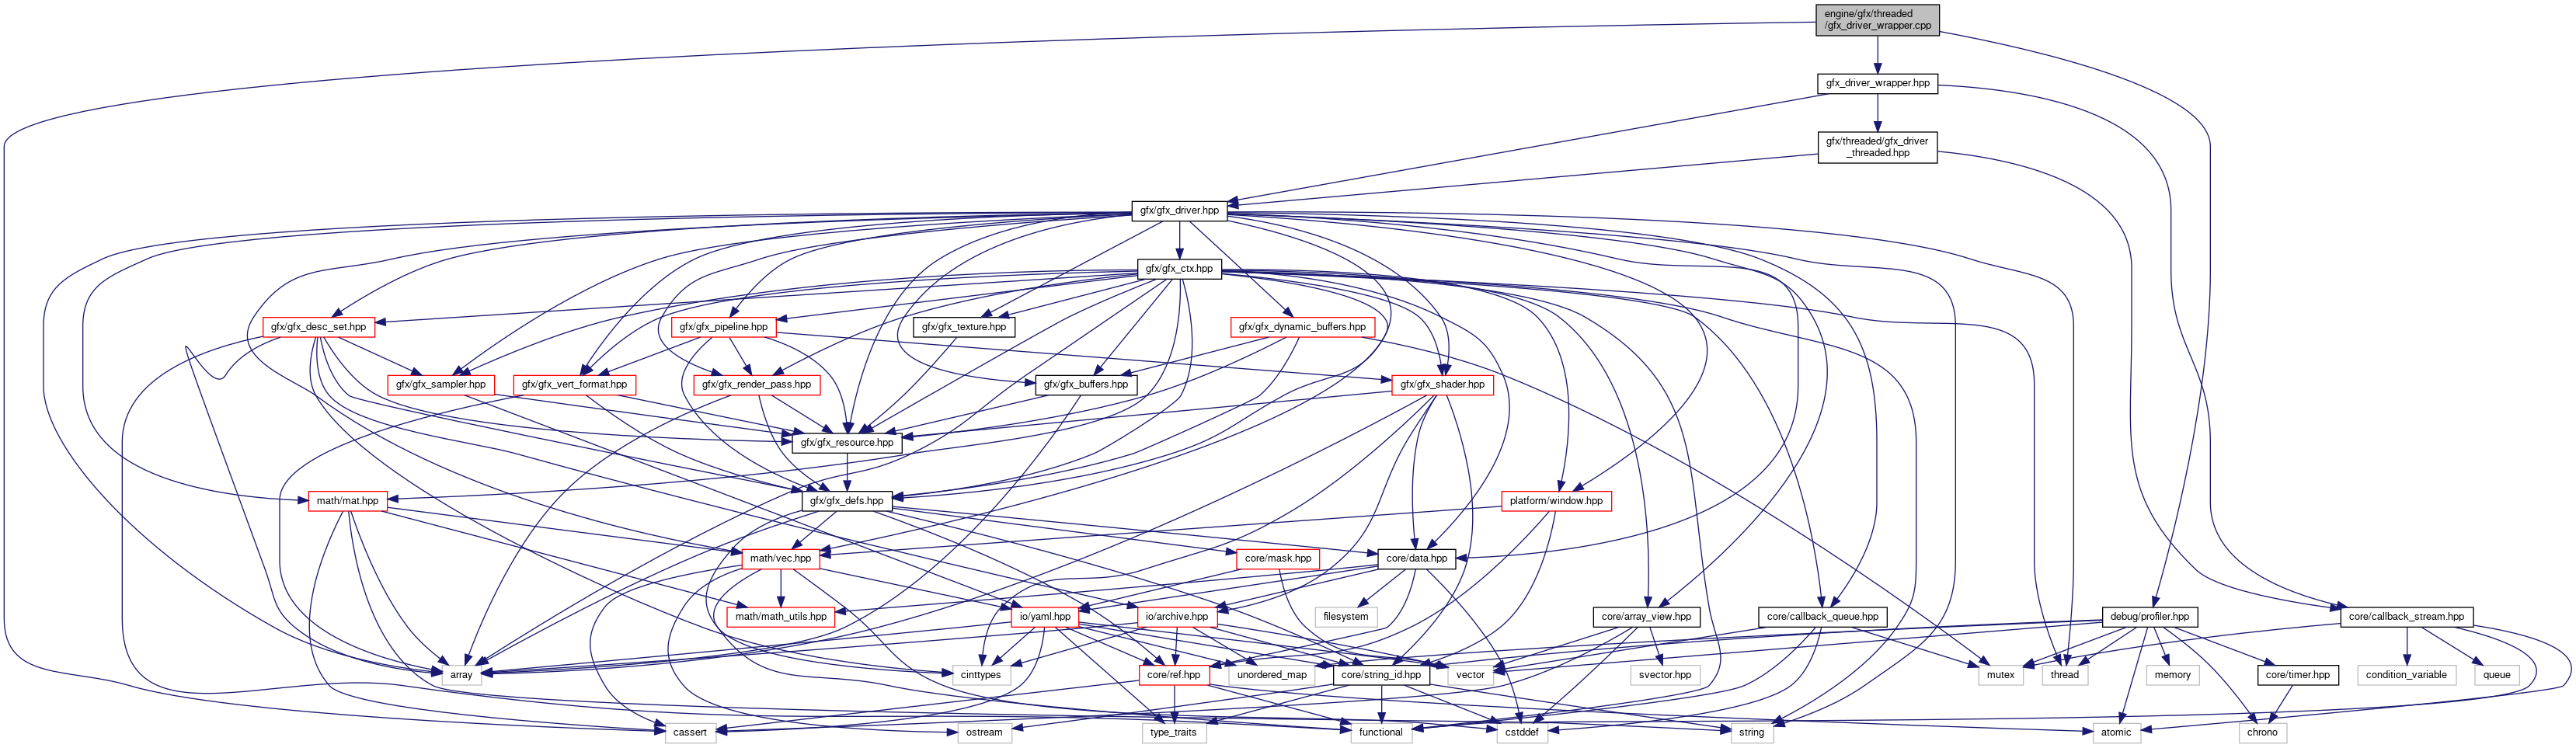 engine/gfx/threaded
/gfx_driver_wrapper.cpp
gfx_driver_wrapper.hpp
gfx/threaded/gfx_driver
_threaded.hpp
gfx/gfx_driver.hpp
gfx/gfx_ctx.hpp
gfx/gfx_desc_set.hpp
gfx/gfx_pipeline.hpp
gfx/gfx_texture.hpp
gfx/gfx_dynamic_buffers.hpp
gfx/gfx_sampler.hpp
gfx/gfx_vert_format.hpp
gfx/gfx_render_pass.hpp
gfx/gfx_buffers.hpp
gfx/gfx_shader.hpp
gfx/gfx_resource.hpp
math/mat.hpp
gfx/gfx_defs.hpp
platform/window.hpp
math/vec.hpp
core/mask.hpp
core/data.hpp
math/math_utils.hpp
io/yaml.hpp
io/archive.hpp
filesystem
core/array_view.hpp
core/callback_queue.hpp
debug/profiler.hpp
core/callback_stream.hpp
array
cinttypes
core/ref.hpp
unordered_map
core/string_id.hpp
vector
svector.hpp
mutex
thread
memory
core/timer.hpp
condition_variable
queue
cassert
ostream
type_traits
functional
cstddef
string
atomic
chrono